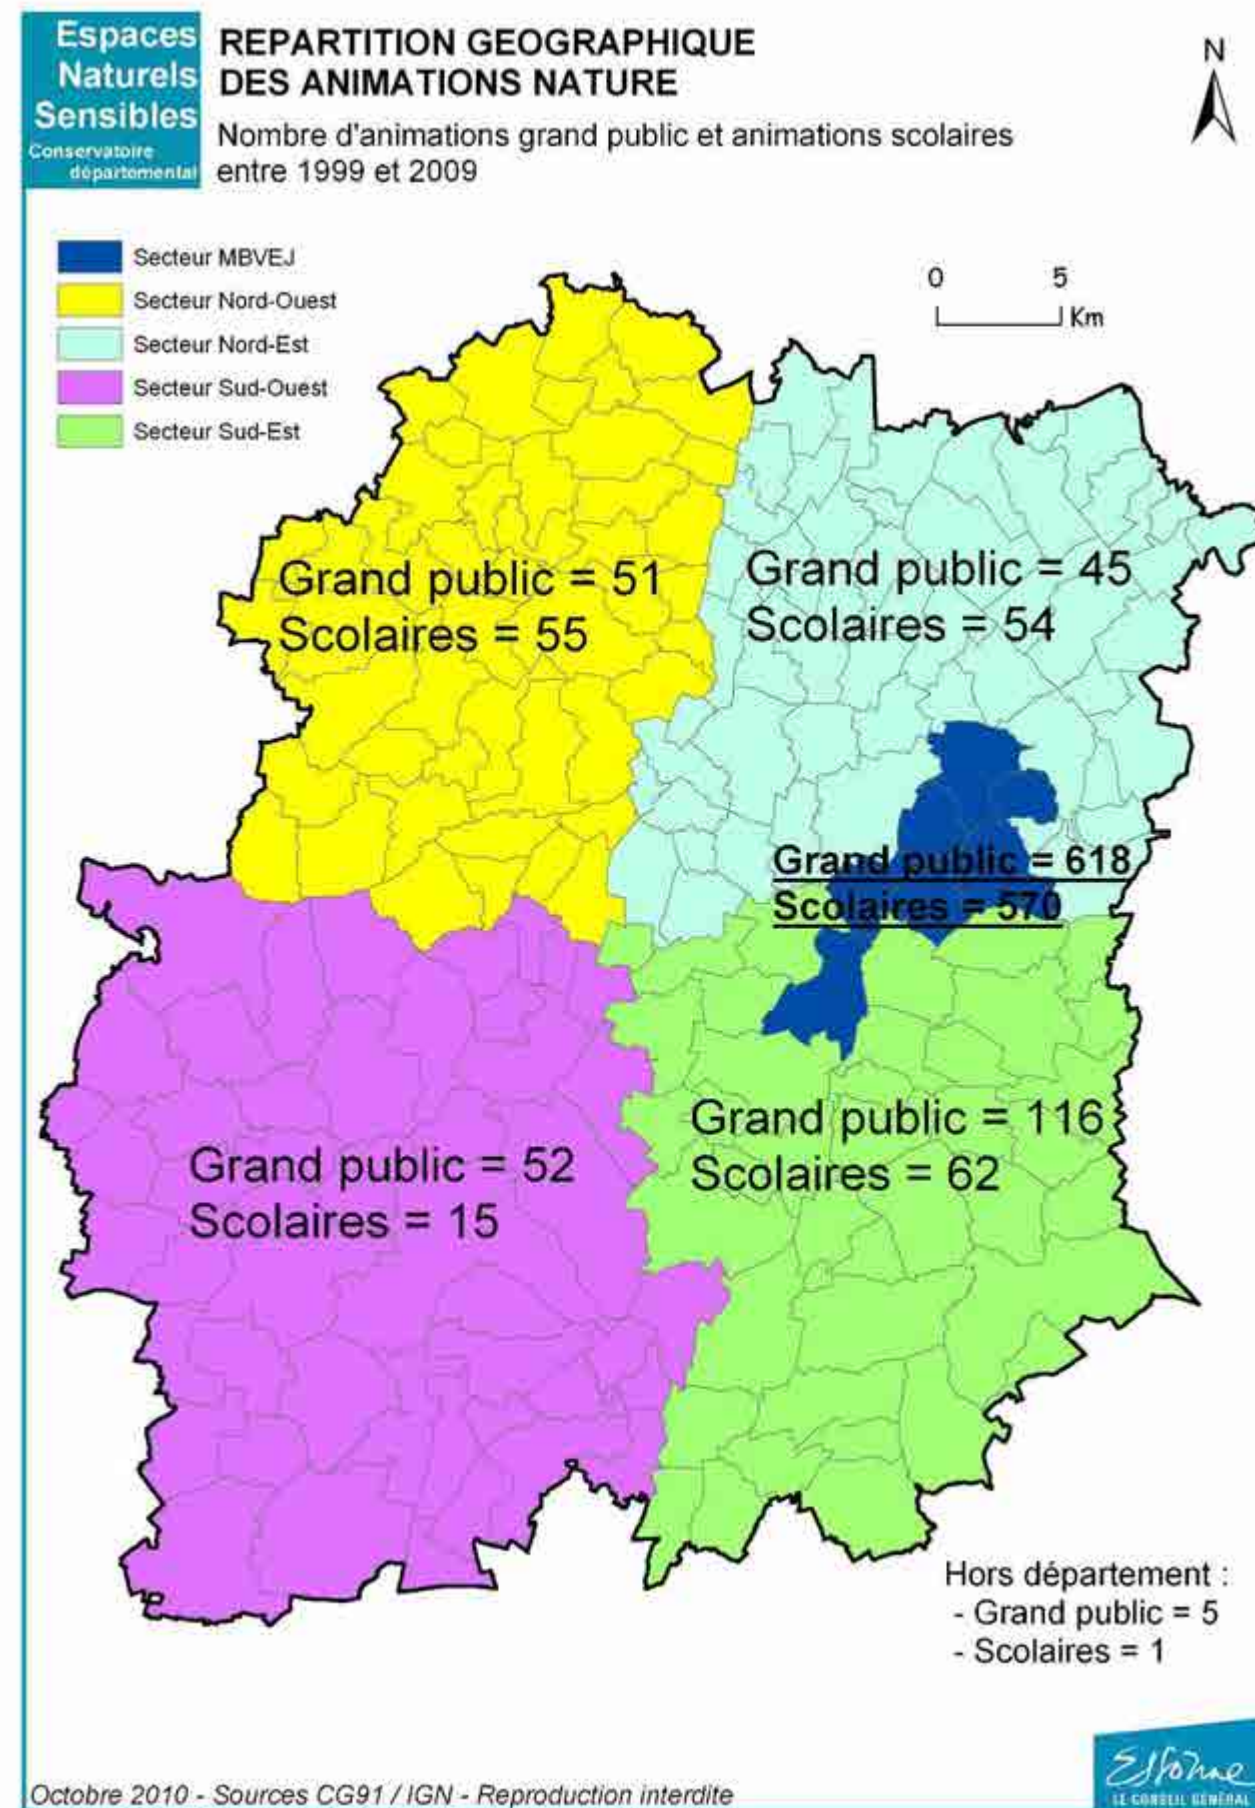 Espaces
Naturels
Sensibles
Conservatoire
départemental
REPARTITION GEOGRAPHIQUE
DES ANIMATIONS NATURE
Nombre d'animations grand public et animations scolaires
entre 1999 et 2009
N
Secteur MBVEJ
Secteur Nord-Ouest
Secteur Nord-Est
Secteur Sud-Ouest
Secteur Sud-Est
0 5
Km
Grand public = 51
Scolaires = 55
Grand public = 45
Scolaires = 54
Grand public = 618
Scolaires = 570
Grand public = 116
Scolaires = 62
Grand public = 52
Scolaires = 15
Hors département :
- Grand public = 5
- Scolaires = 1
Essonne
LE CONSEIL GÉNÉRAL
Octobre 2010 - Sources CG91 / IGN - Reproduction interdite